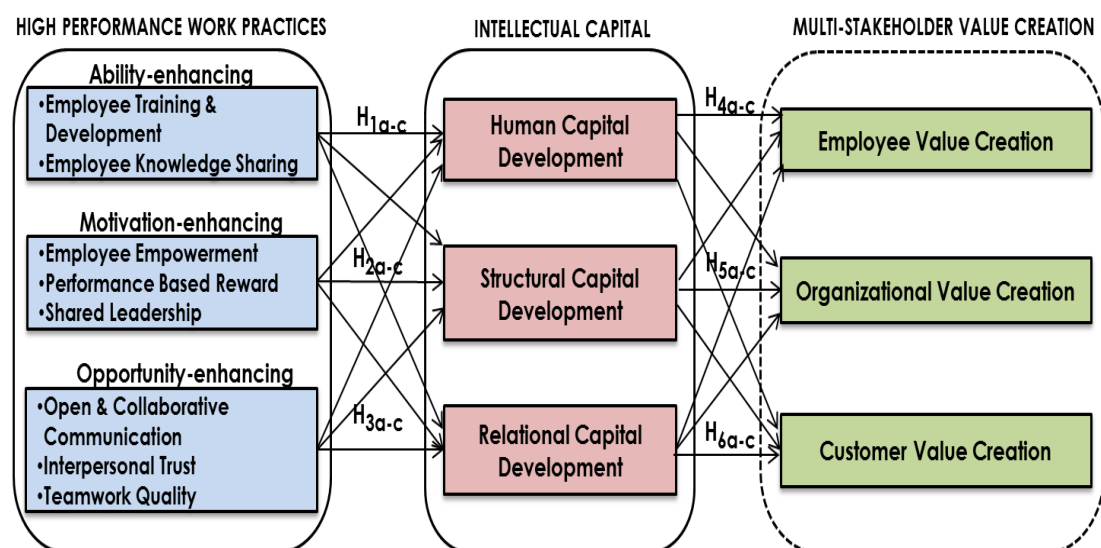 HIGH PERFORMANCE WORK PRACTICES
Ability-enhancing
•Employee Training &
Development
•Employee Knowledge Sharing
Motivation-enhancing
•Employee Empowerment
•Performance Based Reward
•Shared Leadership
Opportunity-enhancing
•Open & Collaborative
Communication
•Interpersonal Trust
•Teamwork Quality
H1a-c
H2a-c
H3a-c
INTELLECTUAL CAPITAL
Human Capital
Development
Structural Capital
Development
Relational Capital
Development
H4a-c
H5a-c
H6a-c
MULTI-STAKEHOLDER VALUE CREATION
Employee Value Creation
Organizational Value Creation
Customer Value Creation